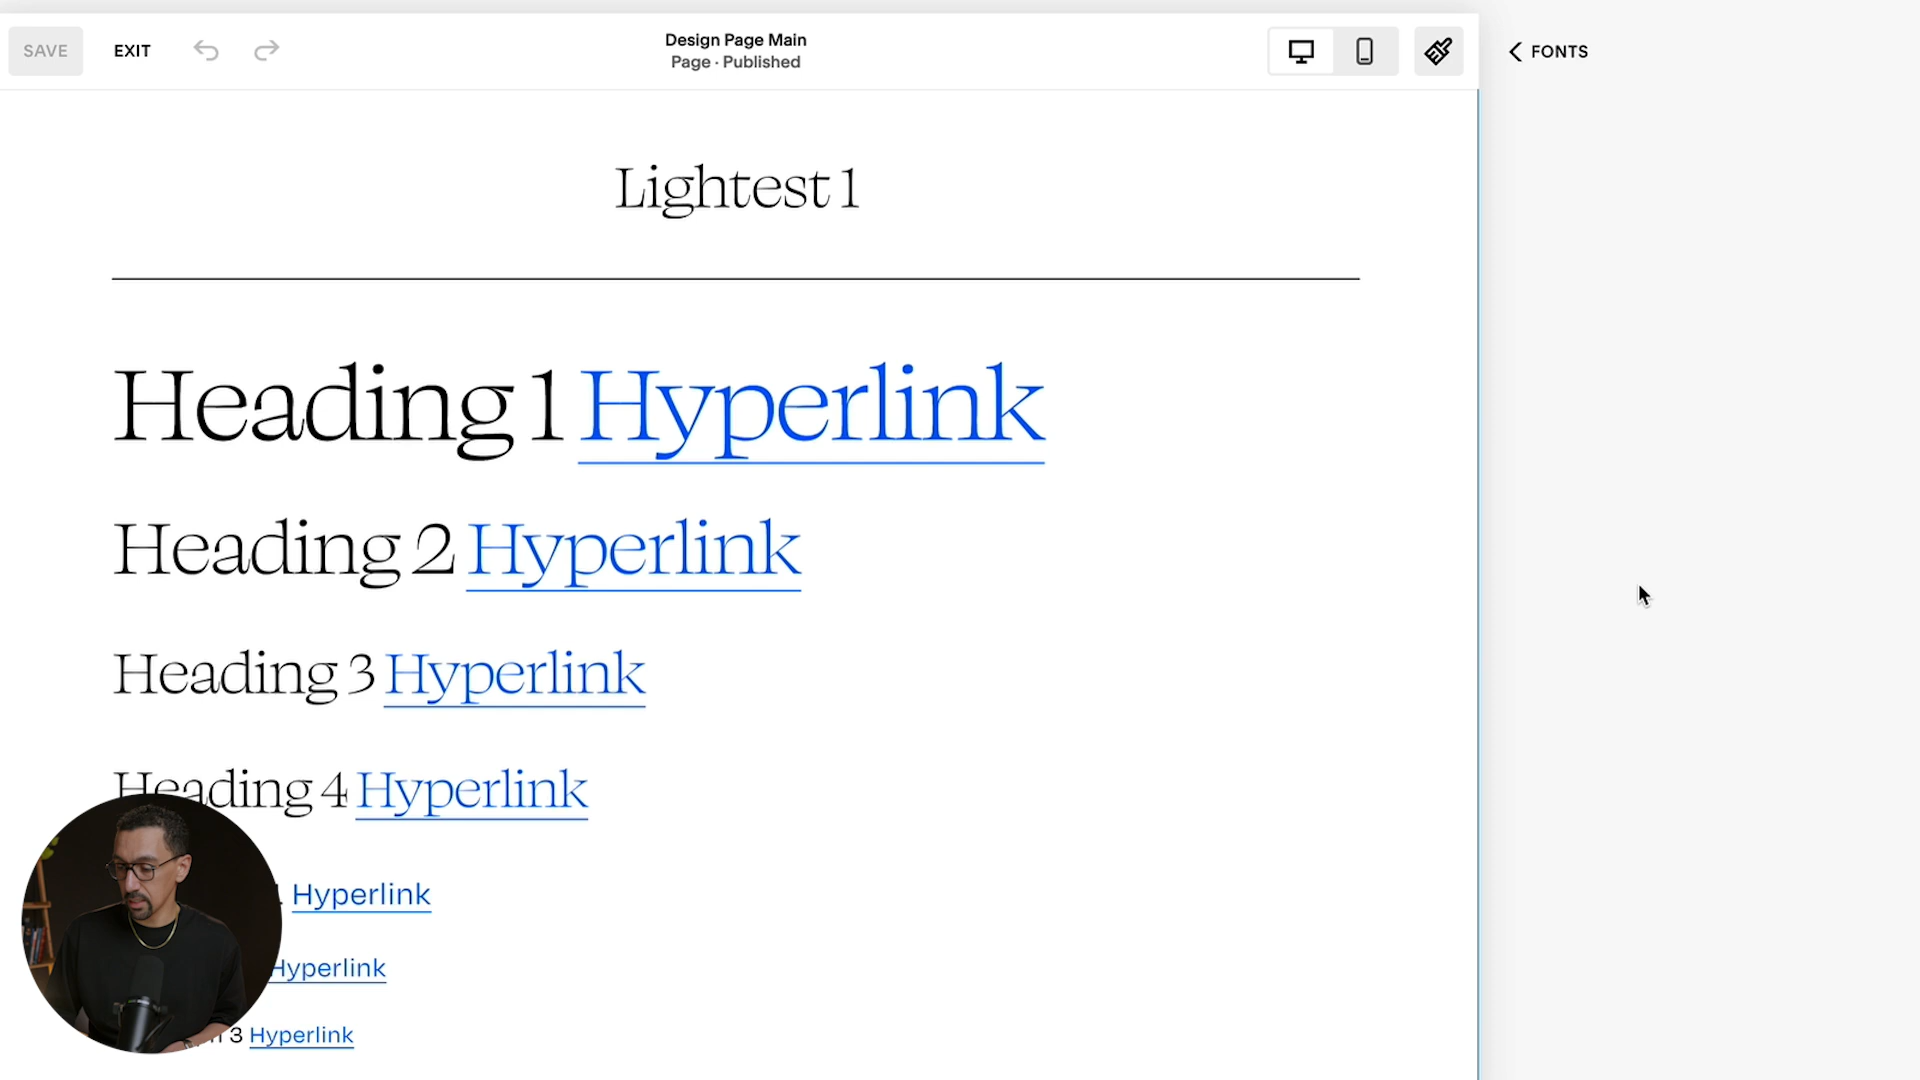 SAVE
EXIT
Design Page Main
Page · Published
FONTS
Lightest 1
Heading 1 Hyperlink
Heading 2 Hyperlink
Heading 3 Hyperlink
Heading 4 Hyperlink
Hyperlink
Hyperlink
3 Hyperlink